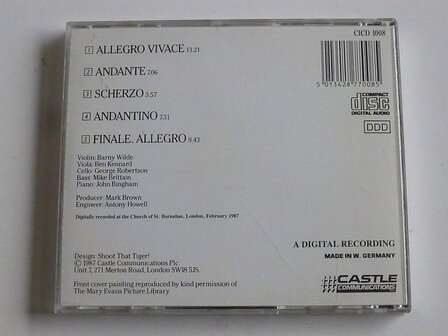 CICD 1008
1 ALLEGRO VIVACE 13.21
2 ANDANTE 7.06
3 SCHERZO 3.57
4 ANDANTINO 7.31
5 FINALE. ALLEGRO 9.43
5 013428 770085
COMPACT
disc
DIGITAL AUDIO
DDD
Violin: Barny Wilde
Viola: Ben Kennard
Cello: George Robertson
Bass: Mike Brittain
Piano: John Bingham
Producer: Mark Brown
Engineer: Antony Howell
Digitally recorded at the Church of St. Barnabas, London, February 1987
A DIGITAL RECORDING
MADE IN W. GERMANY
Design: Shoot That Tiger!
© 1987 Castle Communications Plc
Unit 7, 271 Merton Road, London SW18 5JS.
Front cover painting reproduced by kind permisson of
The Mary Evans Picture Library
CASTLE
COMMUNICATIONS